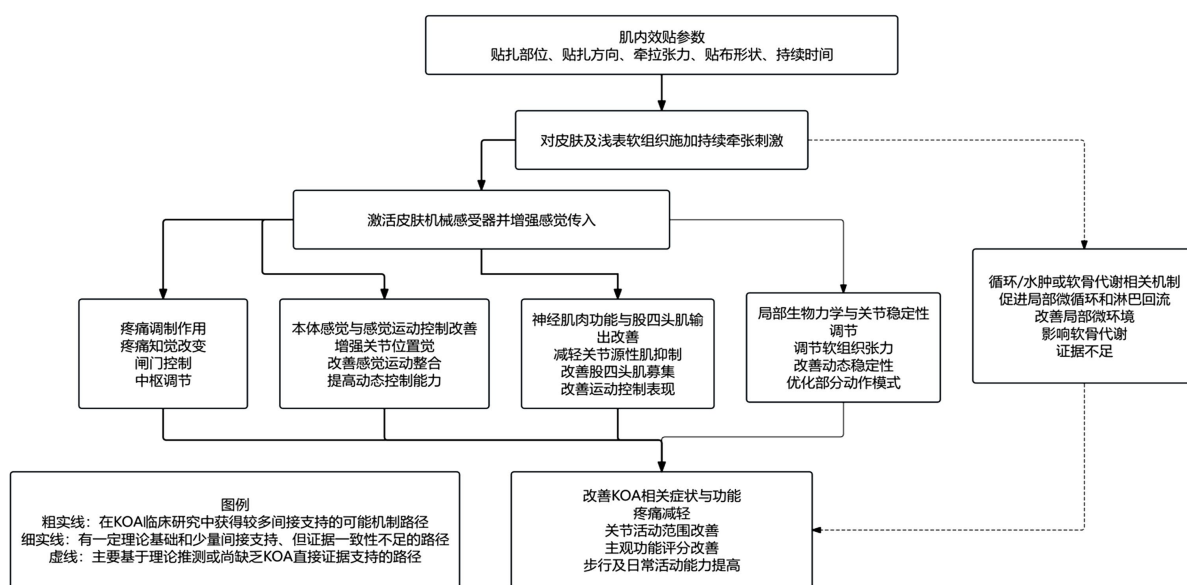 肌内效贴参数
贴扎部位、贴扎方向、牵拉张力、贴布形状、持续时间
对皮肤及浅表软组织施加持续牵张刺激
激活皮肤机械感受器并增强感觉传入
疼痛调制作用
疼痛知觉改变
闸门控制
中枢调节
本体感觉与感觉运动控制改善
增强关节位置觉
改善感觉运动整合
提高动态控制能力
神经肌肉功能与股四头肌输
出改善
减轻关节源性肌抑制
改善股四头肌募集
改善运动控制表现
局部生物力学与关节稳定性
调节
调节软组织张力
改善动态稳定性
优化部分动作模式
循环/水肿或软骨代谢相关机制
促进局部微循环和淋巴回流
改善局部微环境
影响软骨代谢
证据不足
图例
粗实线：在KOA临床研究中获得较多间接支持的可能机制路径
细实线：有一定理论基础和少量间接支持、但证据一致性不足的路径
虚线：主要基于理论推测或尚缺乏KOA直接证据支持的路径
改善KOA相关症状与功能
疼痛减轻
关节活动范围改善
主观功能评分改善
步行及日常活动能力提高